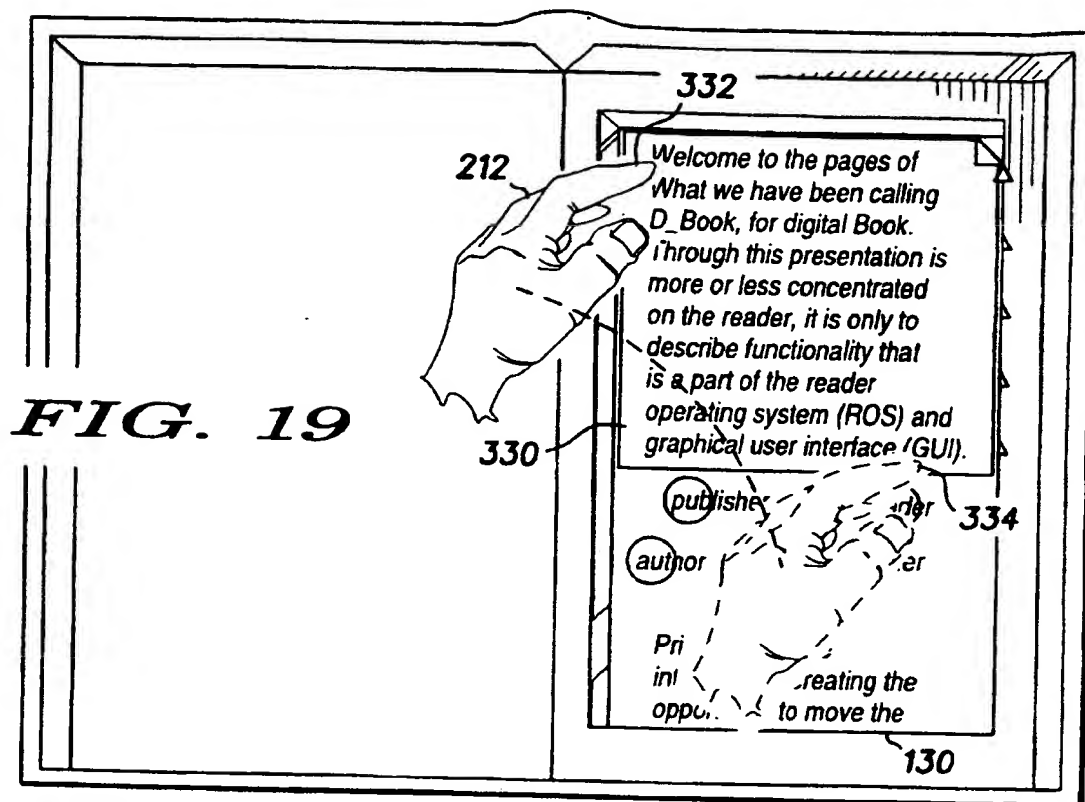 332
212
Welcome to the pages of
What we have been calling
D_Book, for digital Book.
Through this presentation is
more or less concentrated
on the reader, it is only to
describe functionality that
is a part of the reader
operating system (ROS) and
graphical user interface (GUI).
FIG. 19
330
334
author
to move the
reating the
130